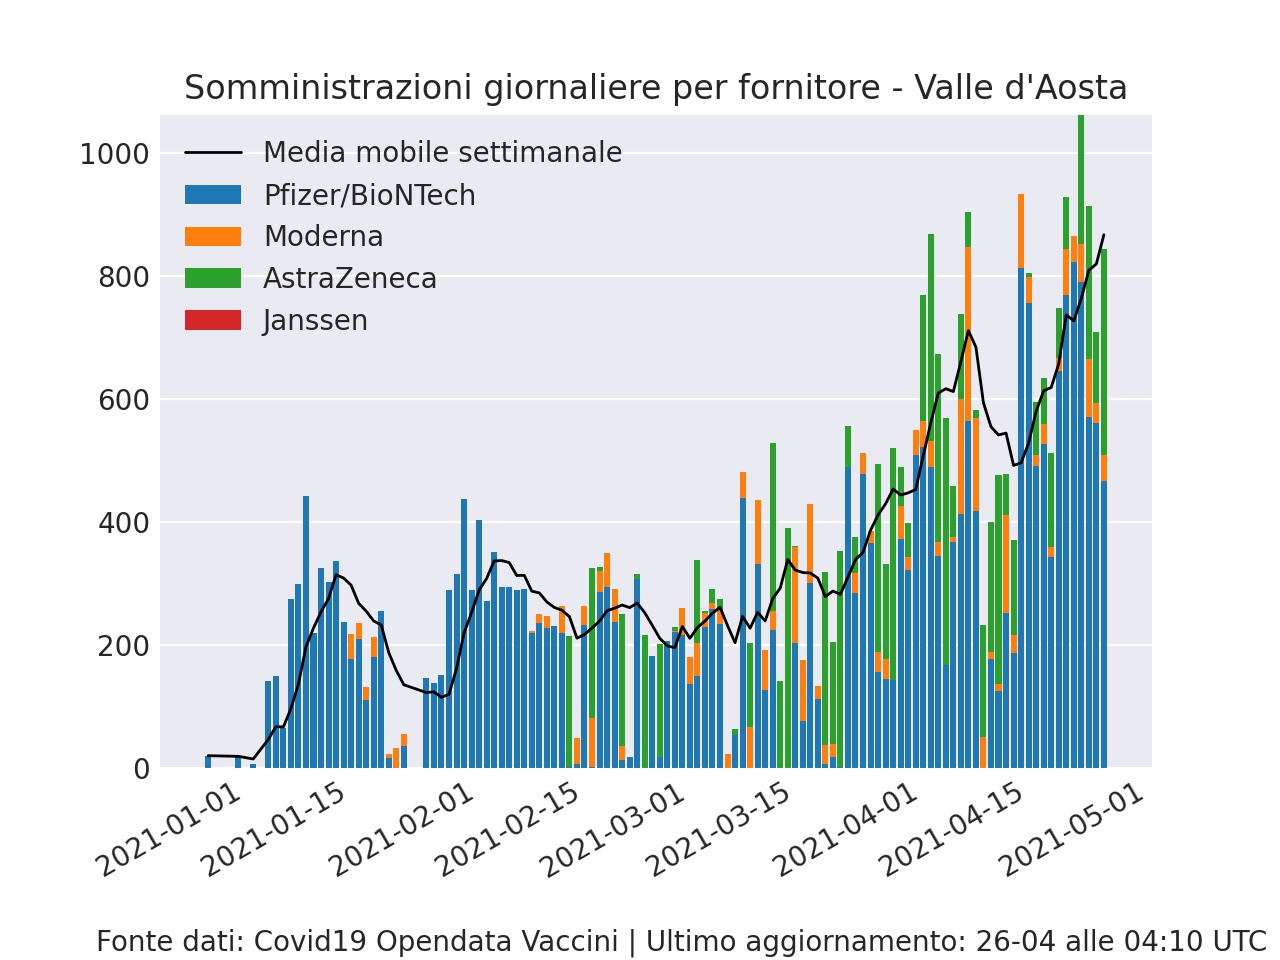 Somministrazioni giornaliere per fornitore - Valle d'Aosta
Media mobile settimanale
Pfizer/BioNTech
Moderna
AstraZeneca
Janssen
1000
800
600
400
200
0
2021-01-01
2021-01-15
2021-02-01
2021-02-15
2021-03-01
2021-03-15
2021-04-01
2021-04-15
2021-05-01
Fonte dati: Covid19 Opendata Vaccini | Ultimo aggiornamento: 26-04 alle 04:10 UTC